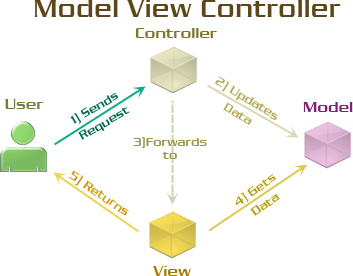 Model View Controller
Controller
1) Sends
Request
2) Updates
Data
User
Model
3)Forwards
to
5) Returns
4) Gets
Data
View